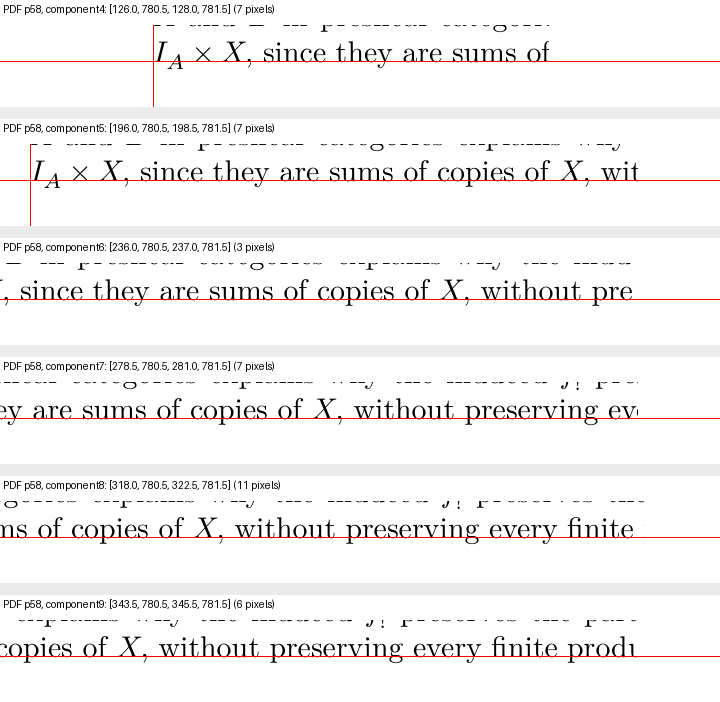 PDF p58, component4: [126.0, 780.5, 128.0, 781.5] (7 pixels)
I_A × X, since they are sums of
PDF p58, component5: [196.0, 780.5, 198.5, 781.5] (7 pixels)
I_A × X, since they are sums of copies of X, wit
PDF p58, component6: [236.0, 780.5, 237.0, 781.5] (3 pixels)
, since they are sums of copies of X, without pre
PDF p58, component7: [278.5, 780.5, 281.0, 781.5] (7 pixels)
ey are sums of copies of X, without preserving ev
PDF p58, component8: [318.0, 780.5, 322.5, 781.5] (11 pixels)
ms of copies of X, without preserving every finite
PDF p58, component9: [343.5, 780.5, 345.5, 781.5] (6 pixels)
copies of X, without preserving every finite produ